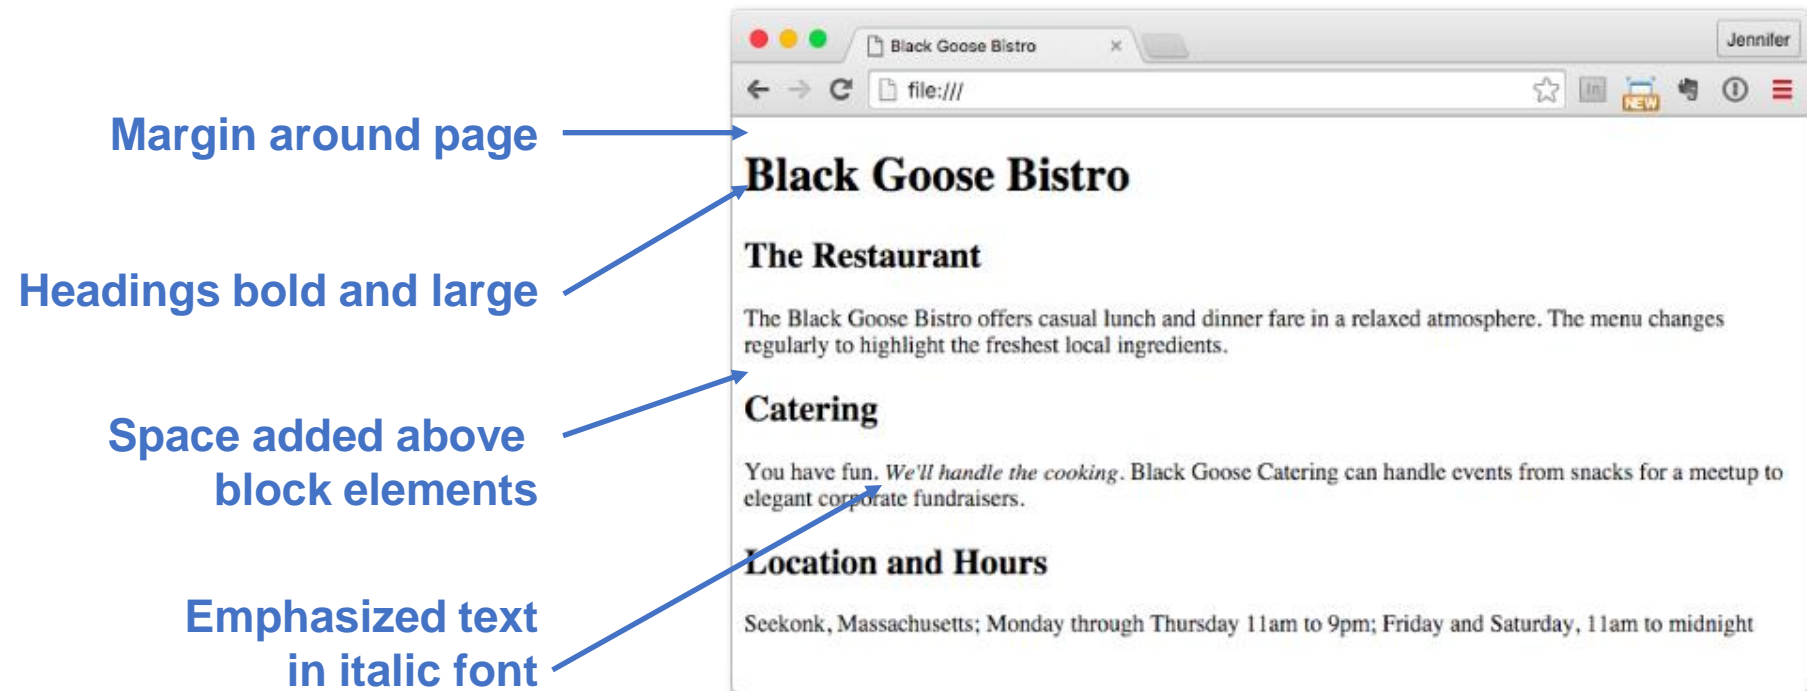 Black Goose Bistro
Jennifer
file:///
In
NEW
Margin around page
Headings bold and large
Space added above
block elements
Emphasized text
in italic font
Black Goose Bistro
The Restaurant
The Black Goose Bistro offers casual lunch and dinner fare in a relaxed atmosphere. The menu changes
regularly to highlight the freshest local ingredients.
Catering
You have fun. We'll handle the cooking. Black Goose Catering can handle events from snacks for a meetup to
elegant corporate fundraisers.
Location and Hours
Seekonk, Massachusetts; Monday through Thursday 11am to 9pm; Friday and Saturday, 11am to midnight